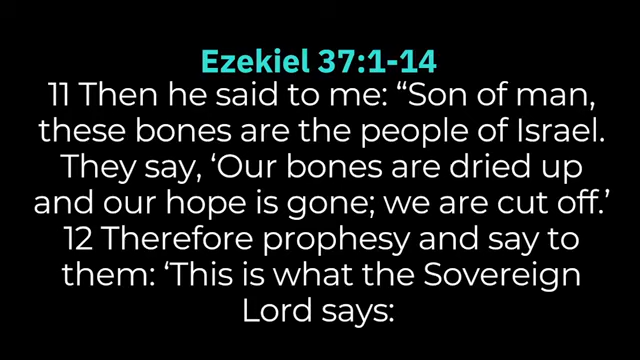 Ezekiel 37:1-14
11 Then he said to me: “Son of man,
these bones are the people of Israel.
They say, ‘Our bones are dried up
and our hope is gone; we are cut off.’
12 Therefore prophesy and say to
them: ‘This is what the Sovereign
Lord says: